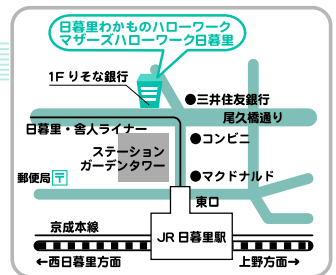 日暮里わかものハローワーク
マザーズハローワーク日暮里
1Fりそな銀行
●三井住友銀行
尾久橋通り
日暮里・舎人ライナー
●コンビニ
ステーション
ガーデンタワー
郵便局〒
●マクドナルド
東口
京成本線
JR 日暮里駅
←西日暮里方面
上野方面→